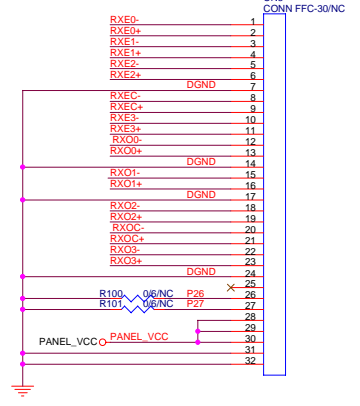 CONN FFC-30/NC
RXE0- 1
RXE0+ 2
RXE1- 3
RXE1+ 4
RXE2- 5
RXE2+ 6
DGND 7
RXEC- 8
RXEC+ 9
RXE3- 10
RXE3+ 11
RXO0- 12
RXO0+ 13
DGND 14
RXO1- 15
RXO1+ 16
DGND 17
RXO2- 18
RXO2+ 19
RXOC- 20
RXOC+ 21
RXO3- 22
RXO3+ 23
DGND 24
25
R100 0/6/NC P26 26
R101 0/6/NC P27 27
28
29
PANEL_VCC PANEL_VCC 30
31
32